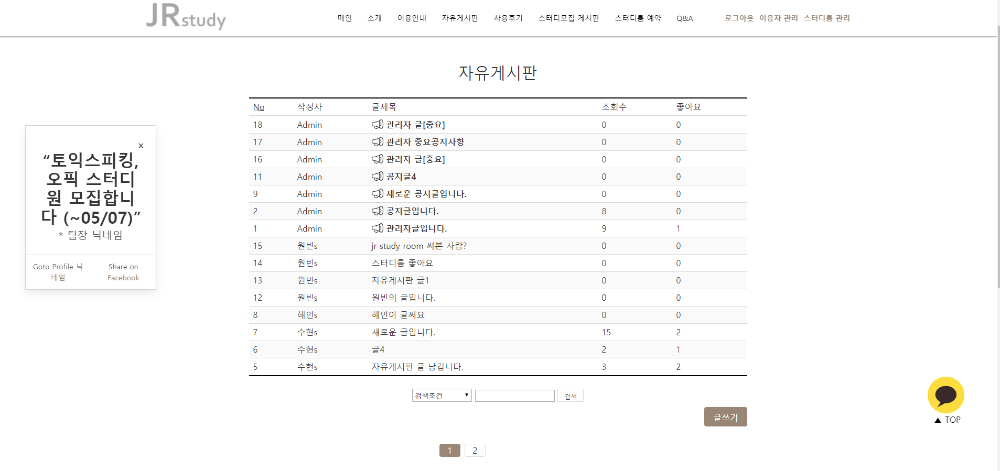 JRstudy
메인 소개 이용안내 자유게시판 사용후기 스터디모집 게시판 스터디룸 예약 Q&A 로그아웃 이용자 관리 스터디룸 관리
자유게시판
No 작성자 글제목 조회수 좋아요
18 Admin 관리자 글[중요] 0 0
17 Admin 관리자 중요공지사항 0 0
16 Admin 관리자 글[중요] 0 0
11 Admin 공지글4 0 0
9 Admin 새로운 공지글입니다. 0 0
2 Admin 공지글입니다. 8 0
1 Admin 관리자글입니다. 9 1
15 원빈s jr study room 써본 사람? 0 0
14 원빈s 스터디룸 좋아요 0 0
13 원빈s 자유게시판 글1 0 0
12 원빈s 원빈의 글입니다. 0 0
8 해인s 해인이 글써요 0 0
7 수현s 새로운 글입니다. 15 2
6 수현s 글4 2 1
5 수현s 자유게시판 글 남깁니다. 3 2
x
“토익스피킹,
오픽 스터디
원 모집합니
다 (~05/07)”
* 팀장 닉네임
Goto Profile 닉
네임
Share on
Facebook
검색조건 ▼ 검색
글쓰기
▲ TOP
1 2